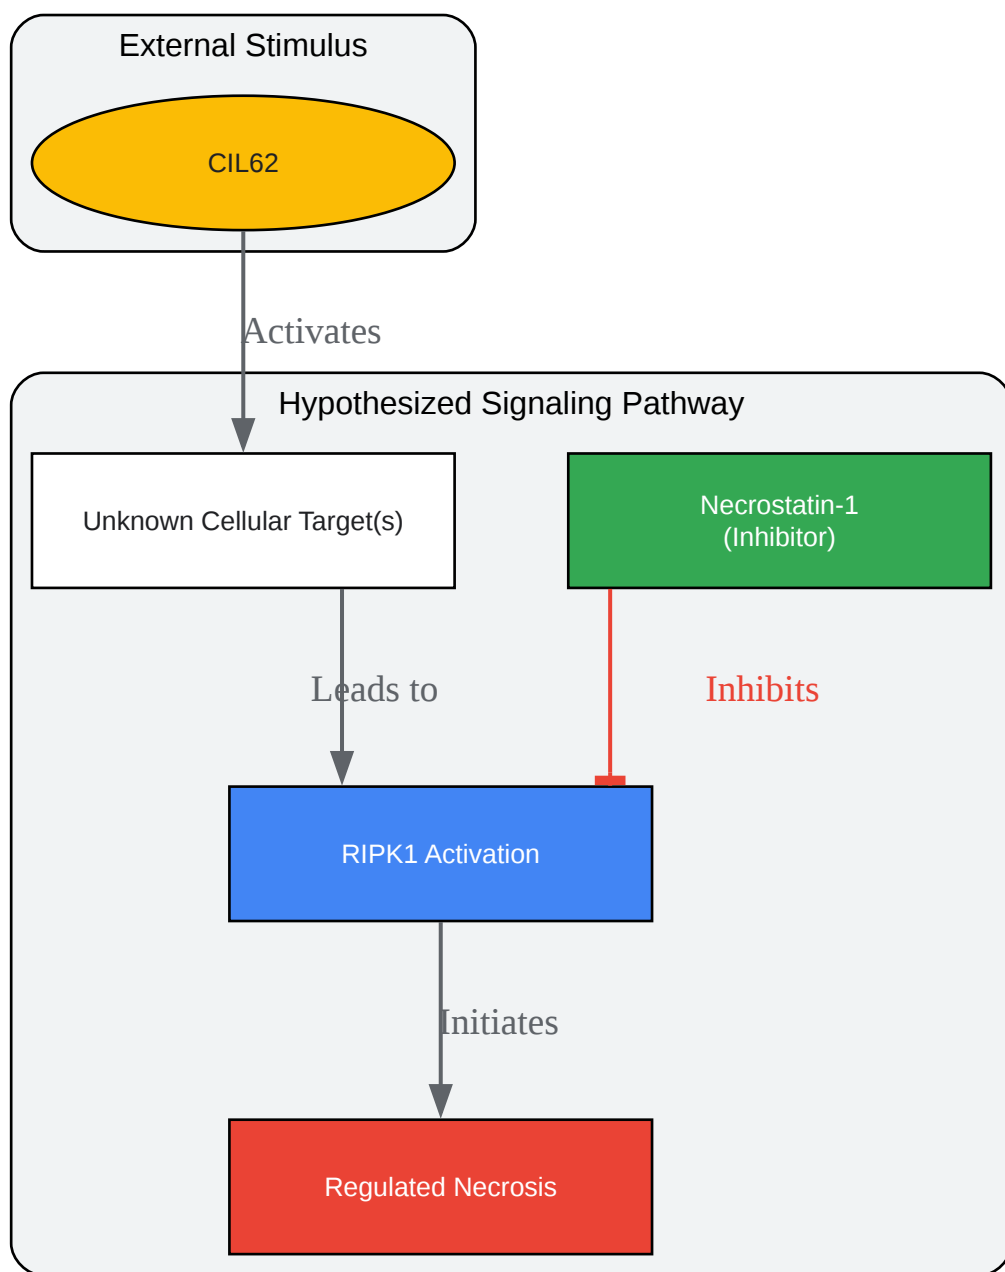 External Stimulus
CIL62
Activates
Hypothesized Signaling Pathway
Unknown Cellular Target(s)
Necrostatin-1
(Inhibitor)
Leads to
Inhibits
RIPK1 Activation
Initiates
Regulated Necrosis